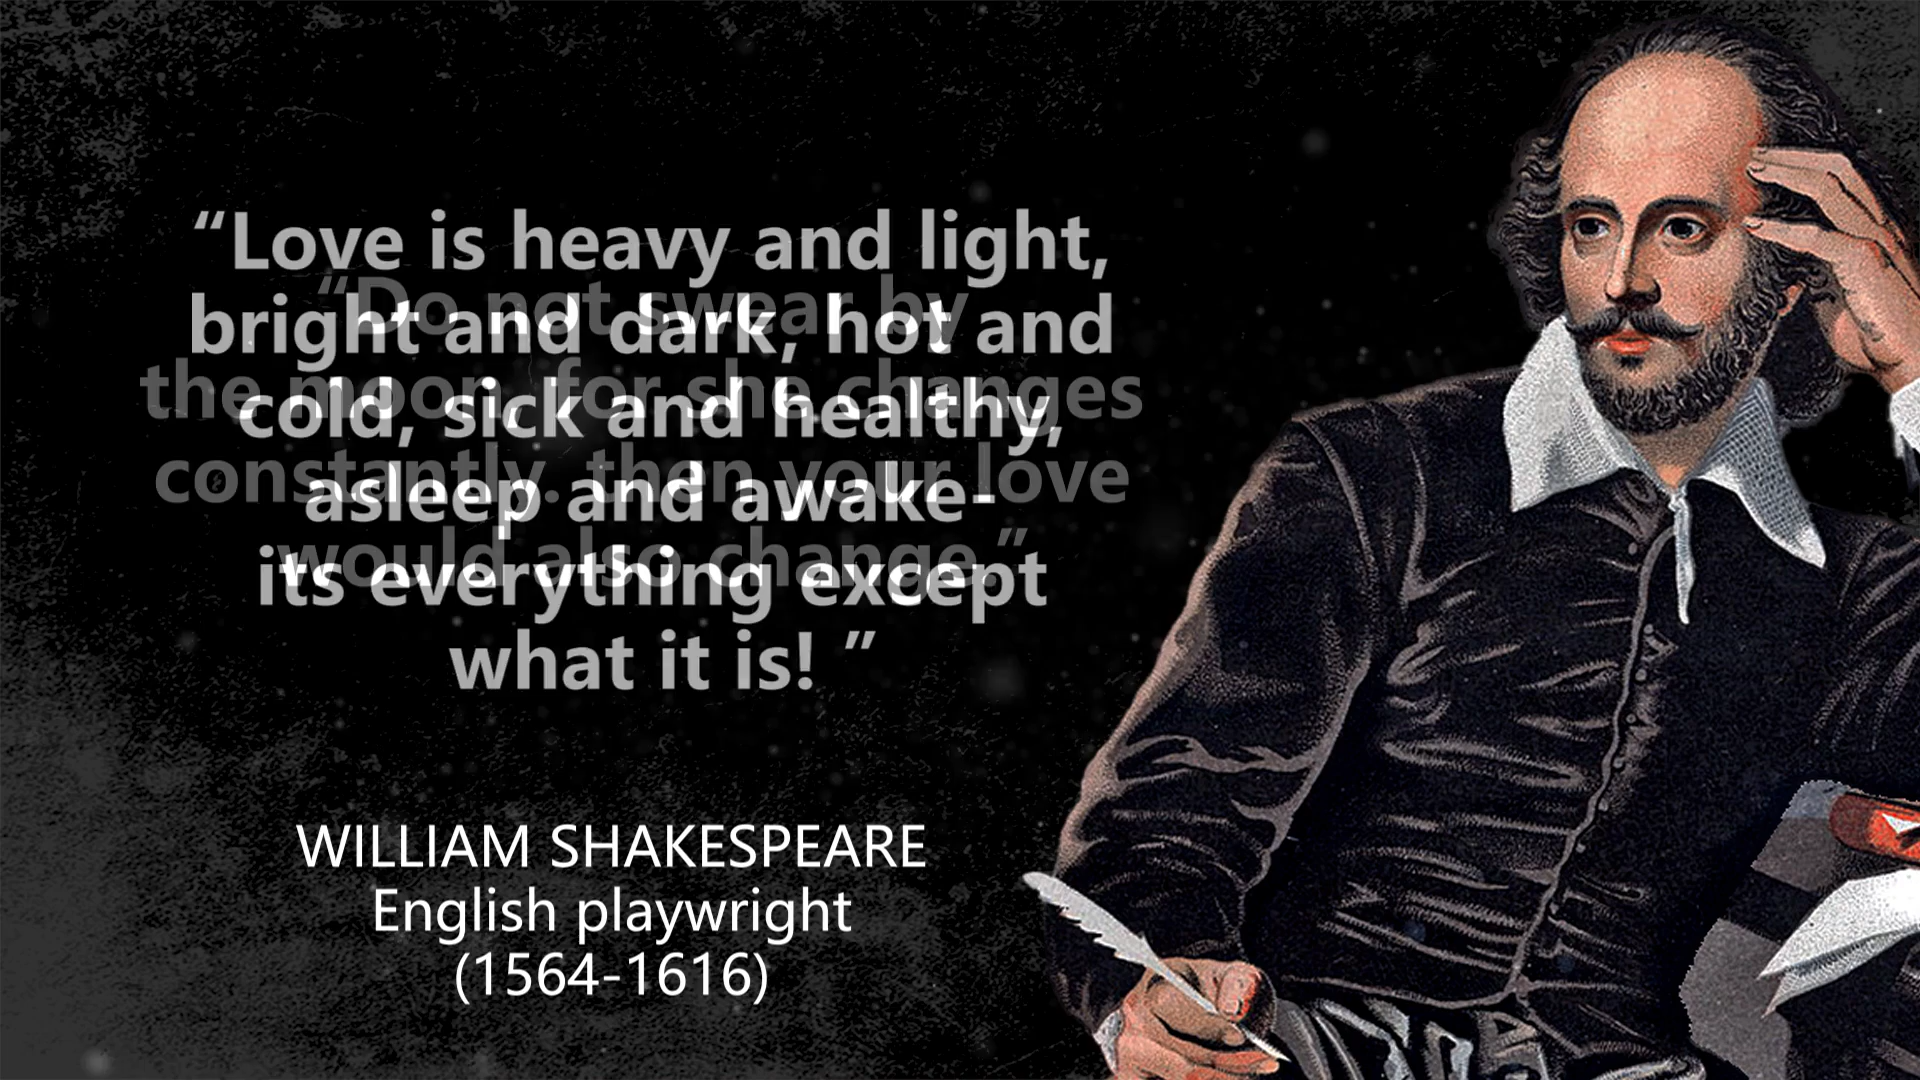 “Love is heavy and light,
bright and dark, hot and
cold, sick and healthy,
asleep and awake-
its everything except
what it is! ”
“Do not swear by
the moon, for she changes
constantly. then your love
would also change.”
WILLIAM SHAKESPEARE
English playwright
(1564-1616)